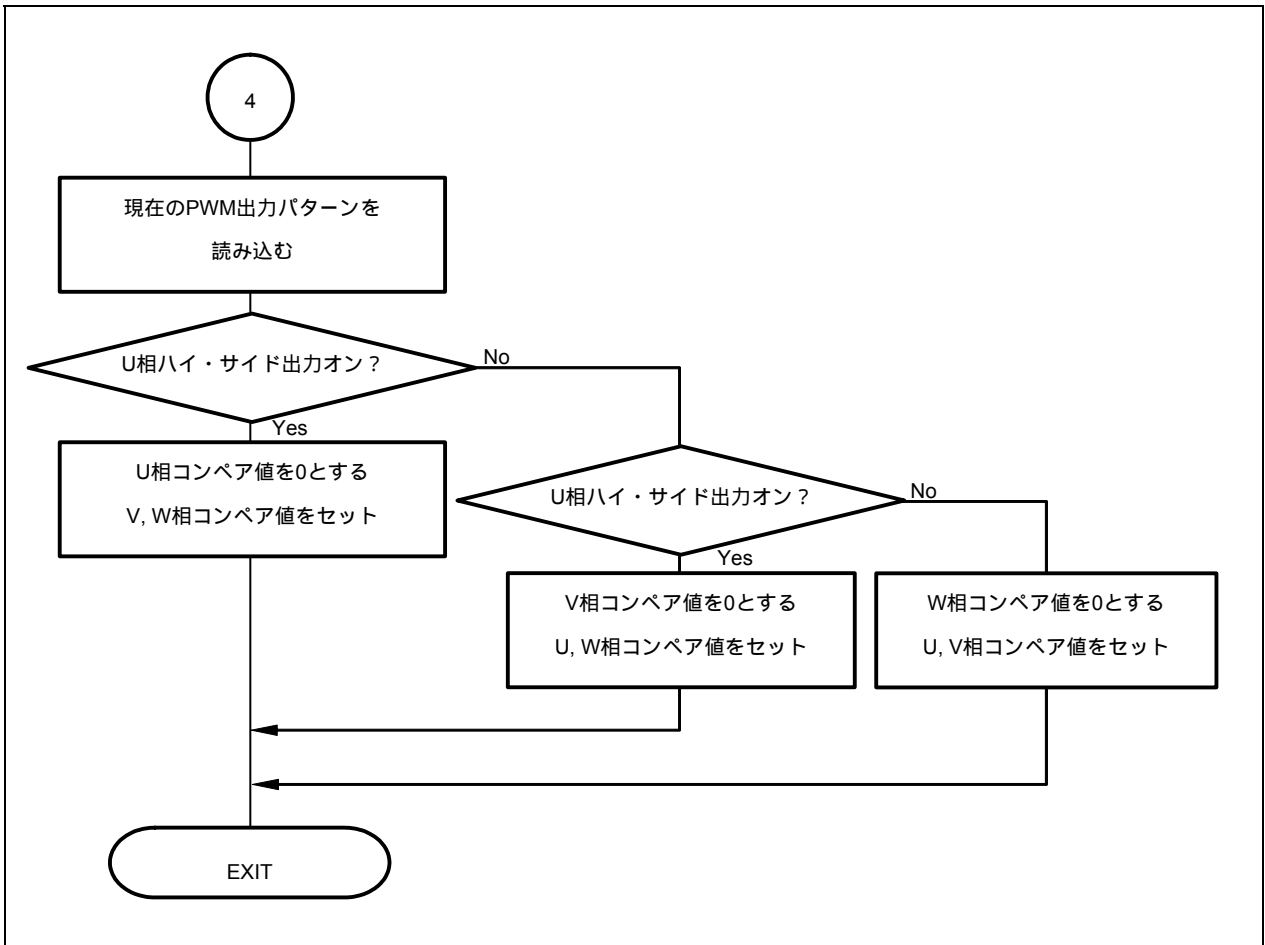 4
現在のPWM出力パターンを
読み込む
U相ハイ・サイド出力オン？
No
Yes
U相コンペア値を0とする
V, W相コンペア値をセット
U相ハイ・サイド出力オン？
No
Yes
V相コンペア値を0とする
U, W相コンペア値をセット
W相コンペア値を0とする
U, V相コンペア値をセット
EXIT